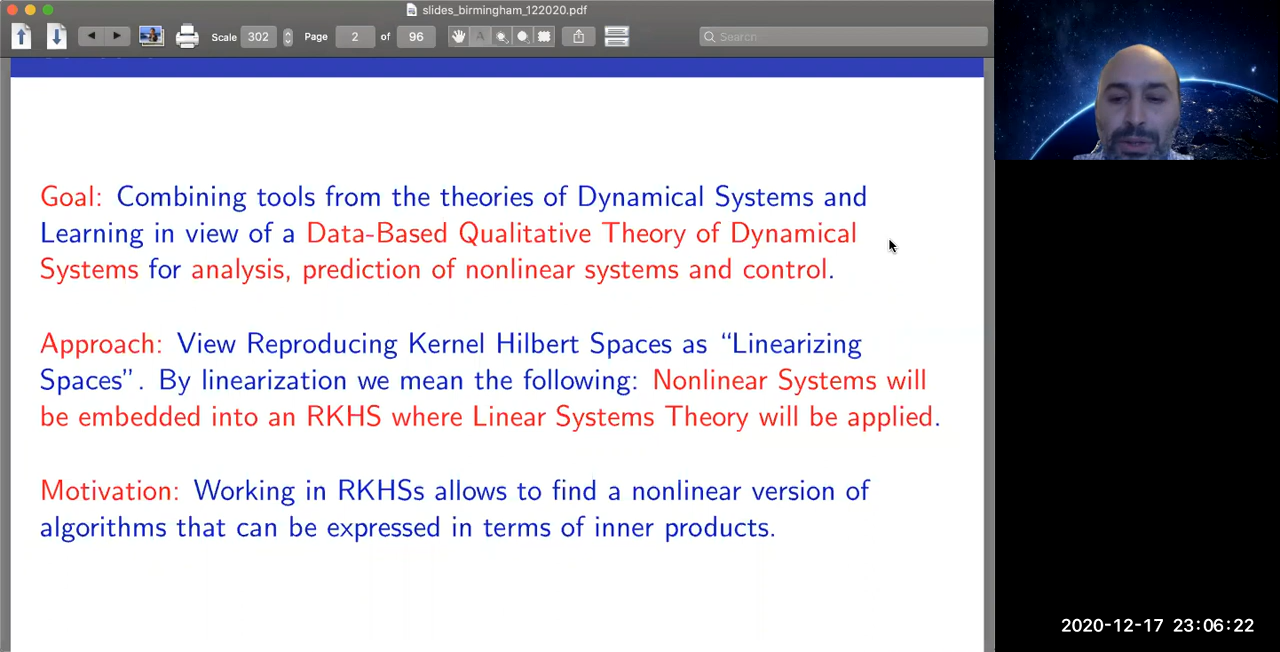 slides_birmingham_122020.pdf
Scale 302 Page 2 of 96 Search
Goal: Combining tools from the theories of Dynamical Systems and
Learning in view of a Data-Based Qualitative Theory of Dynamical
Systems for analysis, prediction of nonlinear systems and control.
Approach: View Reproducing Kernel Hilbert Spaces as “Linearizing
Spaces”. By linearization we mean the following: Nonlinear Systems will
be embedded into an RKHS where Linear Systems Theory will be applied.
Motivation: Working in RKHSs allows to find a nonlinear version of
algorithms that can be expressed in terms of inner products.
2020-12-17 23:06:22